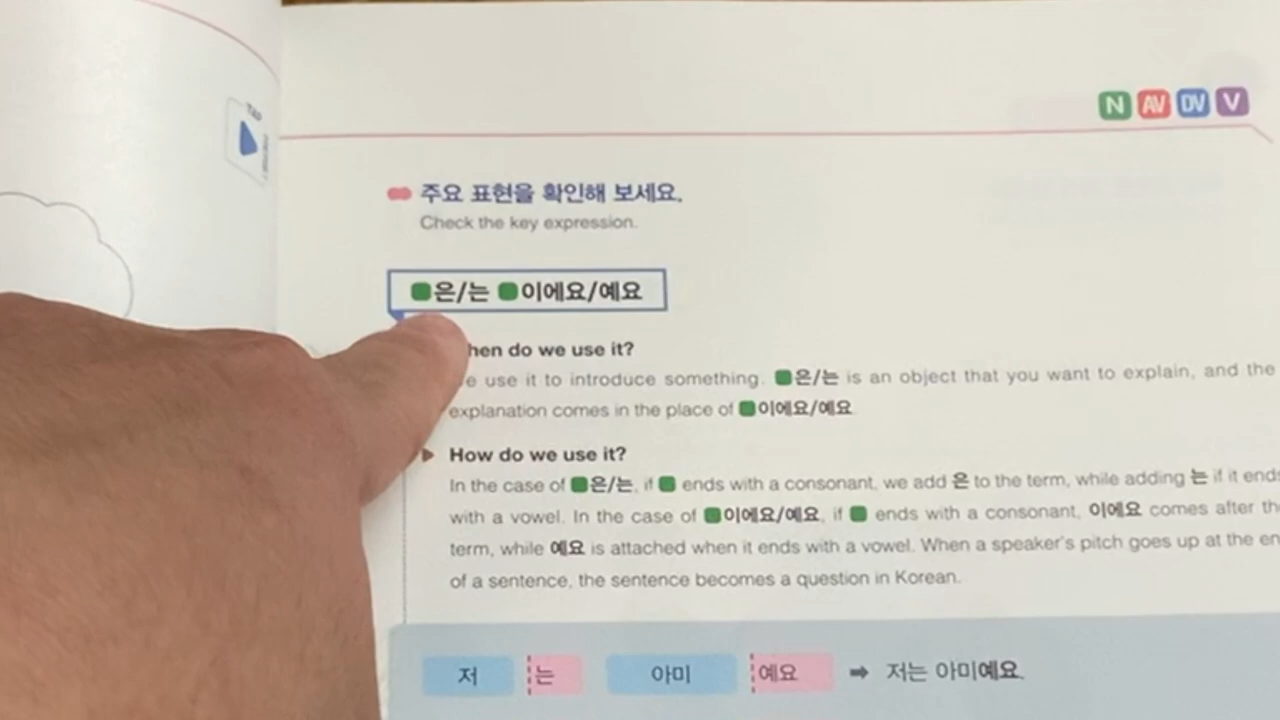 N AV DV V
주요 표현을 확인해 보세요.
Check the key expression.
은/는 이에요/예요
hen do we use it?
e use it to introduce something. 은/는 is an object that you want to explain, and the
explanation comes in the place of 이에요/예요
How do we use it?
In the case of 은/는, if ends with a consonant, we add 은 to the term, while adding 는 if it ends
with a vowel. In the case of 이에요/예요, if ends with a consonant, 이에요 comes after th
term, while 예요 is attached when it ends with a vowel. When a speaker's pitch goes up at the en
of a sentence, the sentence becomes a question in Korean.
저 는 아미 예요 ➡ 저는 아미예요.